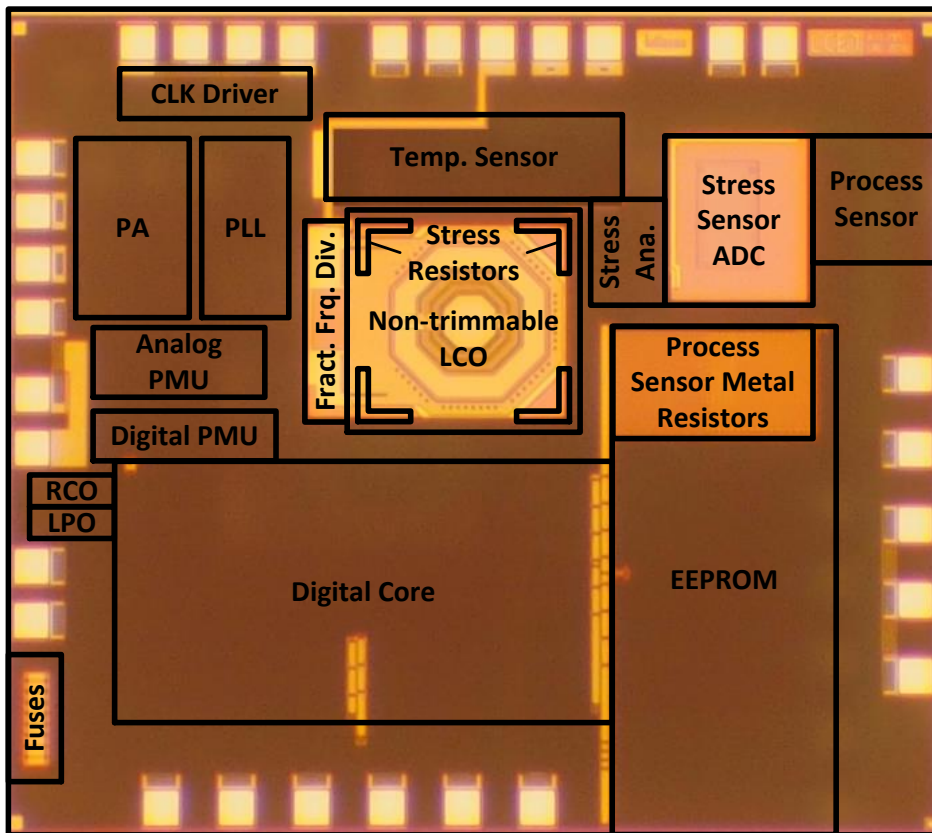 CLK Driver
Temp. Sensor
PA
PLL
Stress
Sensor
ADC
Process
Sensor
Stress
Ana.
Fract. Frq. Div.
Stress
Resistors
Non-trimmable
LCO
Analog
PMU
Process
Sensor Metal
Resistors
Digital PMU
RCO
LPO
Digital Core
EEPROM
Fuses